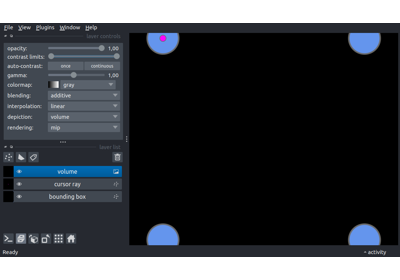 File View Plugins Window Help
layer controls
opacity: 1,00
contrast limits:
auto-contrast: once continuous
gamma: 1,00
colormap: gray
blending: additive
interpolation: linear
depiction: volume
rendering: mip
layer list
volume
cursor ray
bounding box
Ready activity